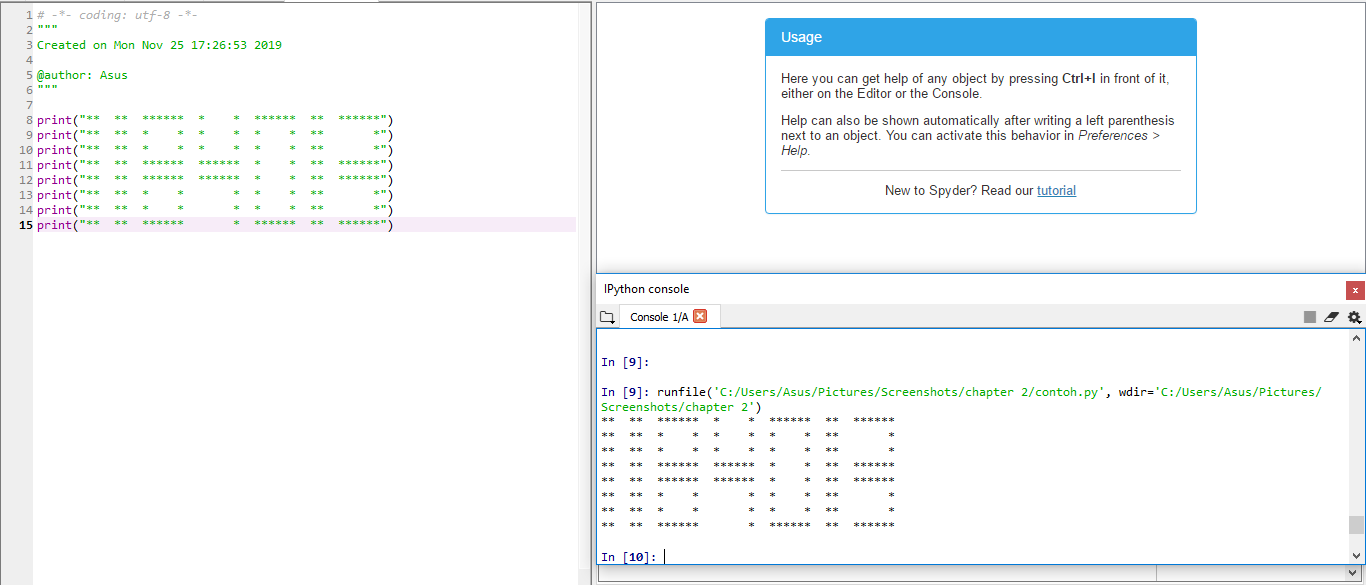 1 # -*- coding: utf-8 -*-
2 """
3 Created on Mon Nov 25 17:26:53 2019
4
5 @author: Asus
6 """
7
8 print("**  **  ******  *    *  ******  **  ******")
9 print("**  **  *    *  *    *  *    *  **       *")
10 print("**  **  *    *  *    *  *    *  **       *")
11 print("**  **  ******  ******  *    *  **  ******")
12 print("**  **  ******  ******  *    *  **  ******")
13 print("**  **  *    *       *  *    *  **       *")
14 print("**  **  *    *       *  *    *  **       *")
15 print("**  **  ******       *  ******  **  ******")
Usage
Here you can get help of any object by pressing Ctrl+I in front of it,
either on the Editor or the Console.
Help can also be shown automatically after writing a left parenthesis
next to an object. You can activate this behavior in Preferences >
Help.
New to Spyder? Read our tutorial
IPython console
Console 1/A
In [9]:
In [9]: runfile('C:/Users/Asus/Pictures/Screenshots/chapter 2/contoh.py', wdir='C:/Users/Asus/Pictures/
Screenshots/chapter 2')
**  **  ******  *    *  ******  **  ******
**  **  *    *  *    *  *    *  **       *
**  **  *    *  *    *  *    *  **       *
**  **  ******  ******  *    *  **  ******
**  **  ******  ******  *    *  **  ******
**  **  *    *       *  *    *  **       *
**  **  *    *       *  *    *  **       *
**  **  ******       *  ******  **  ******
In [10]: